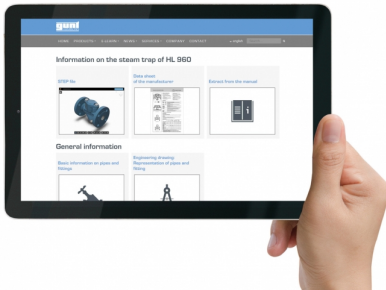 gunt
HOME PRODUCTS E-LEARN NEWS SERVICES COMPANY CONTACT
Information on the steam trap of HL 960
STEP file
Data sheet
of the manufacturer
Extract from the manual
General information
Basic information on pipes and
fittings
Engineering drawing:
Representation of pipes and
fitting